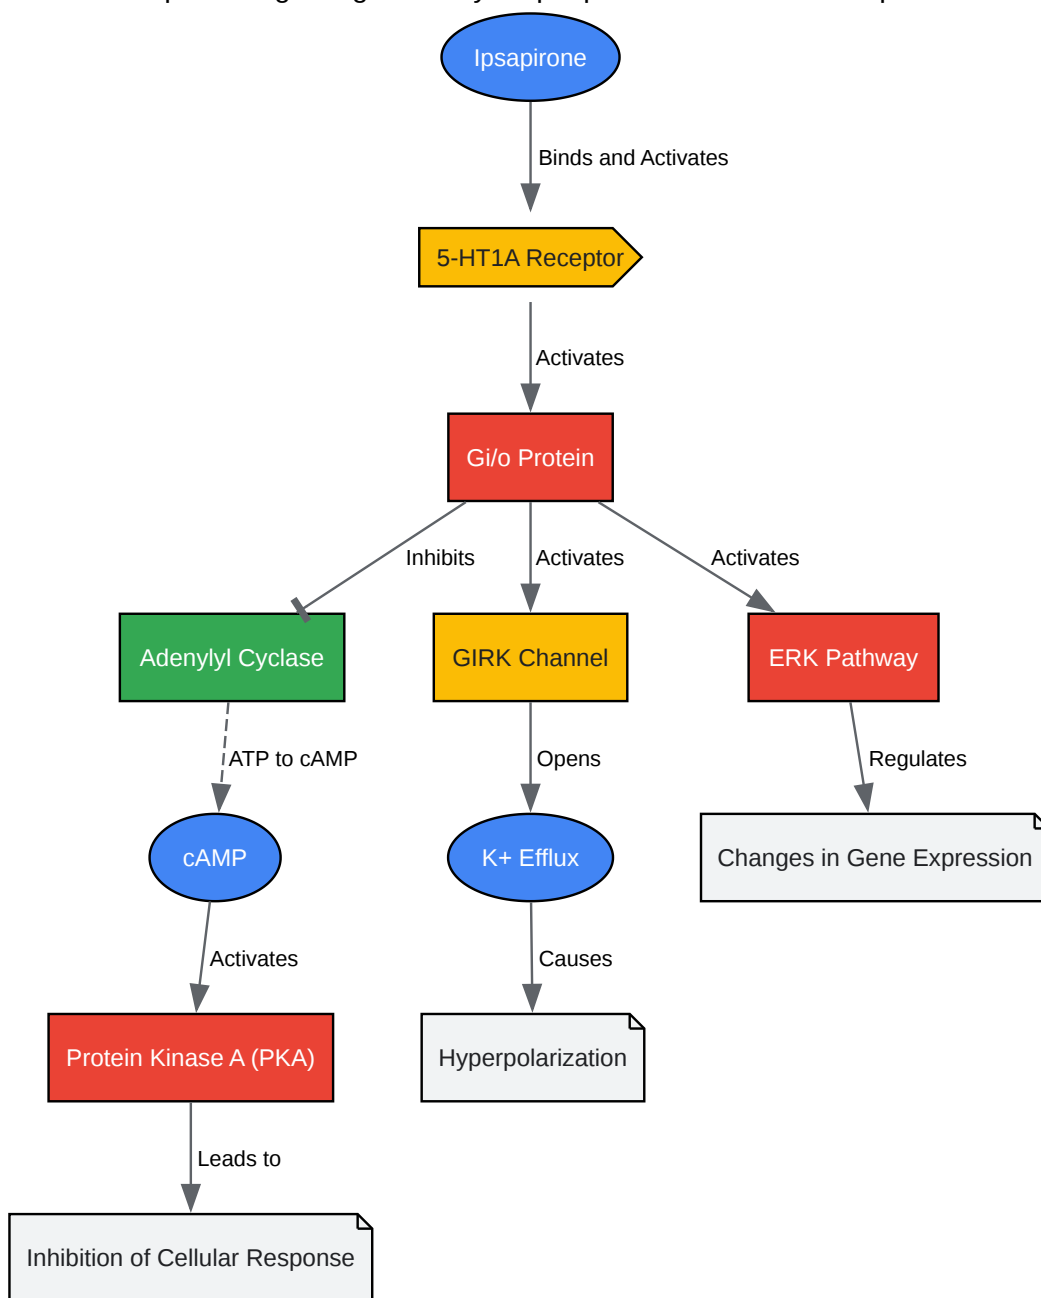 Ipsapirone
Binds and Activates
5-HT1A Receptor
Activates
Gi/o Protein
Inhibits
Activates
Activates
Adenylyl Cyclase
GIRK Channel
ERK Pathway
ATP to cAMP
Opens
Regulates
cAMP
K+ Efflux
Changes in Gene Expression
Activates
Causes
Protein Kinase A (PKA)
Hyperpolarization
Leads to
Inhibition of Cellular Response